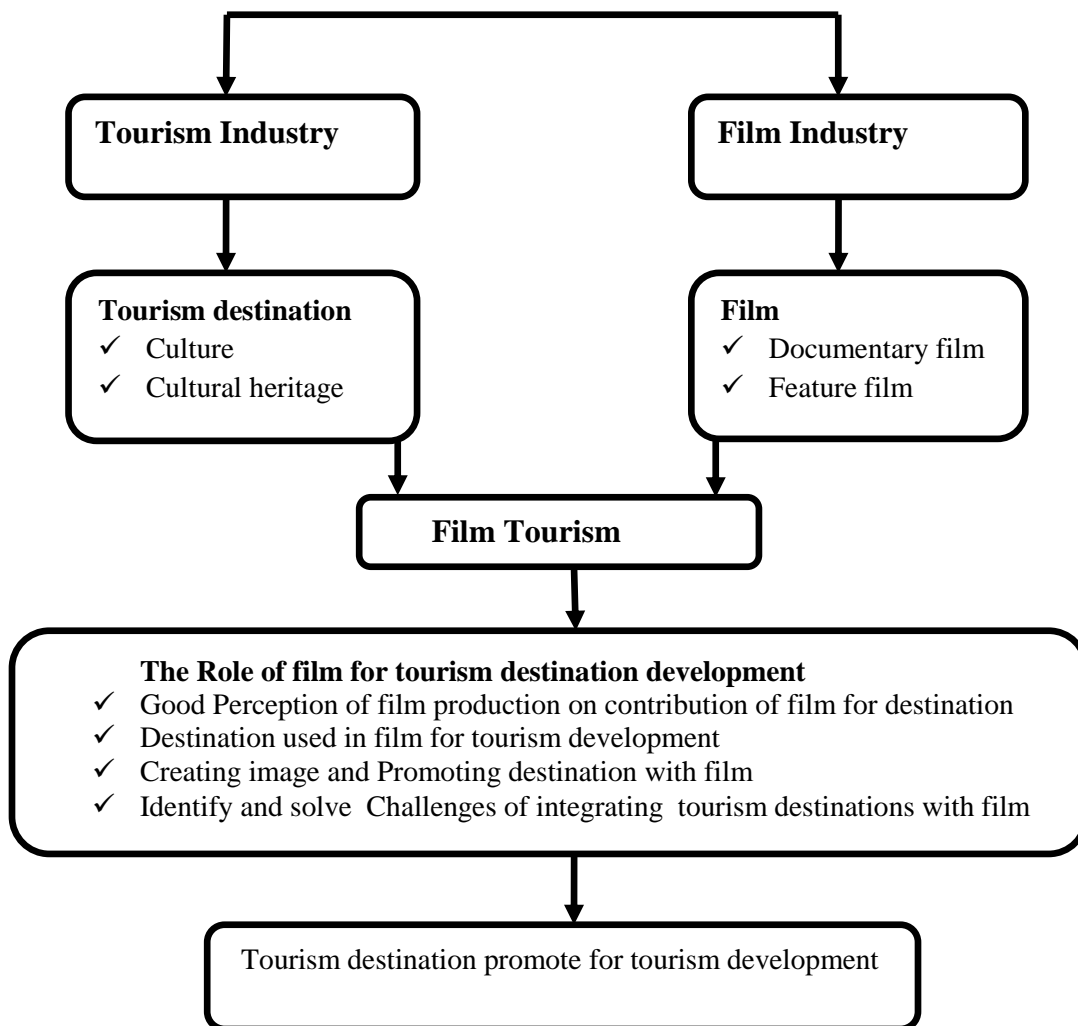 Tourism Industry
Film Industry
Tourism destination
✓ Culture
✓ Cultural heritage
Film
✓ Documentary film
✓ Feature film
Film Tourism
The Role of film for tourism destination development
✓ Good Perception of film production on contribution of film for destination
✓ Destination used in film for tourism development
✓ Creating image and Promoting destination with film
✓ Identify and solve Challenges of integrating tourism destinations with film
Tourism destination promote for tourism development